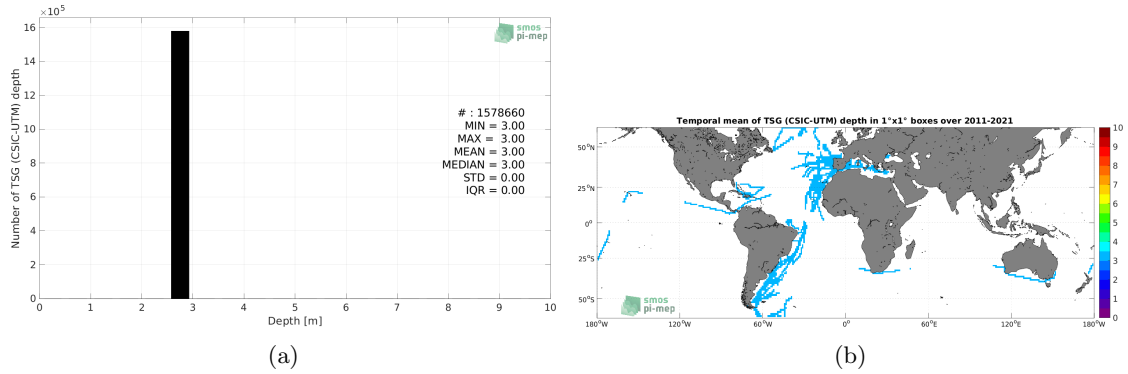 ×10⁵
16
14
12
10
8
6
4
2
0
Number of TSG (CSIC-UTM) depth
smos
pi-mep
# : 1578660
MIN = 3.00
MAX = 3.00
MEAN = 3.00
MEDIAN = 3.00
STD = 0.00
IQR = 0.00
0 1 2 3 4 5 6 7 8 9 10
Depth [m]
(a)
Temporal mean of TSG (CSIC-UTM) depth in 1°x1° boxes over 2011-2021
50°N
25°N
0°
25°S
50°S
smos
pi-mep
180°W 120°W 60°W 0°E 60°E 120°E 180°W
10
9
8
7
6
5
4
3
2
1
0
(b)